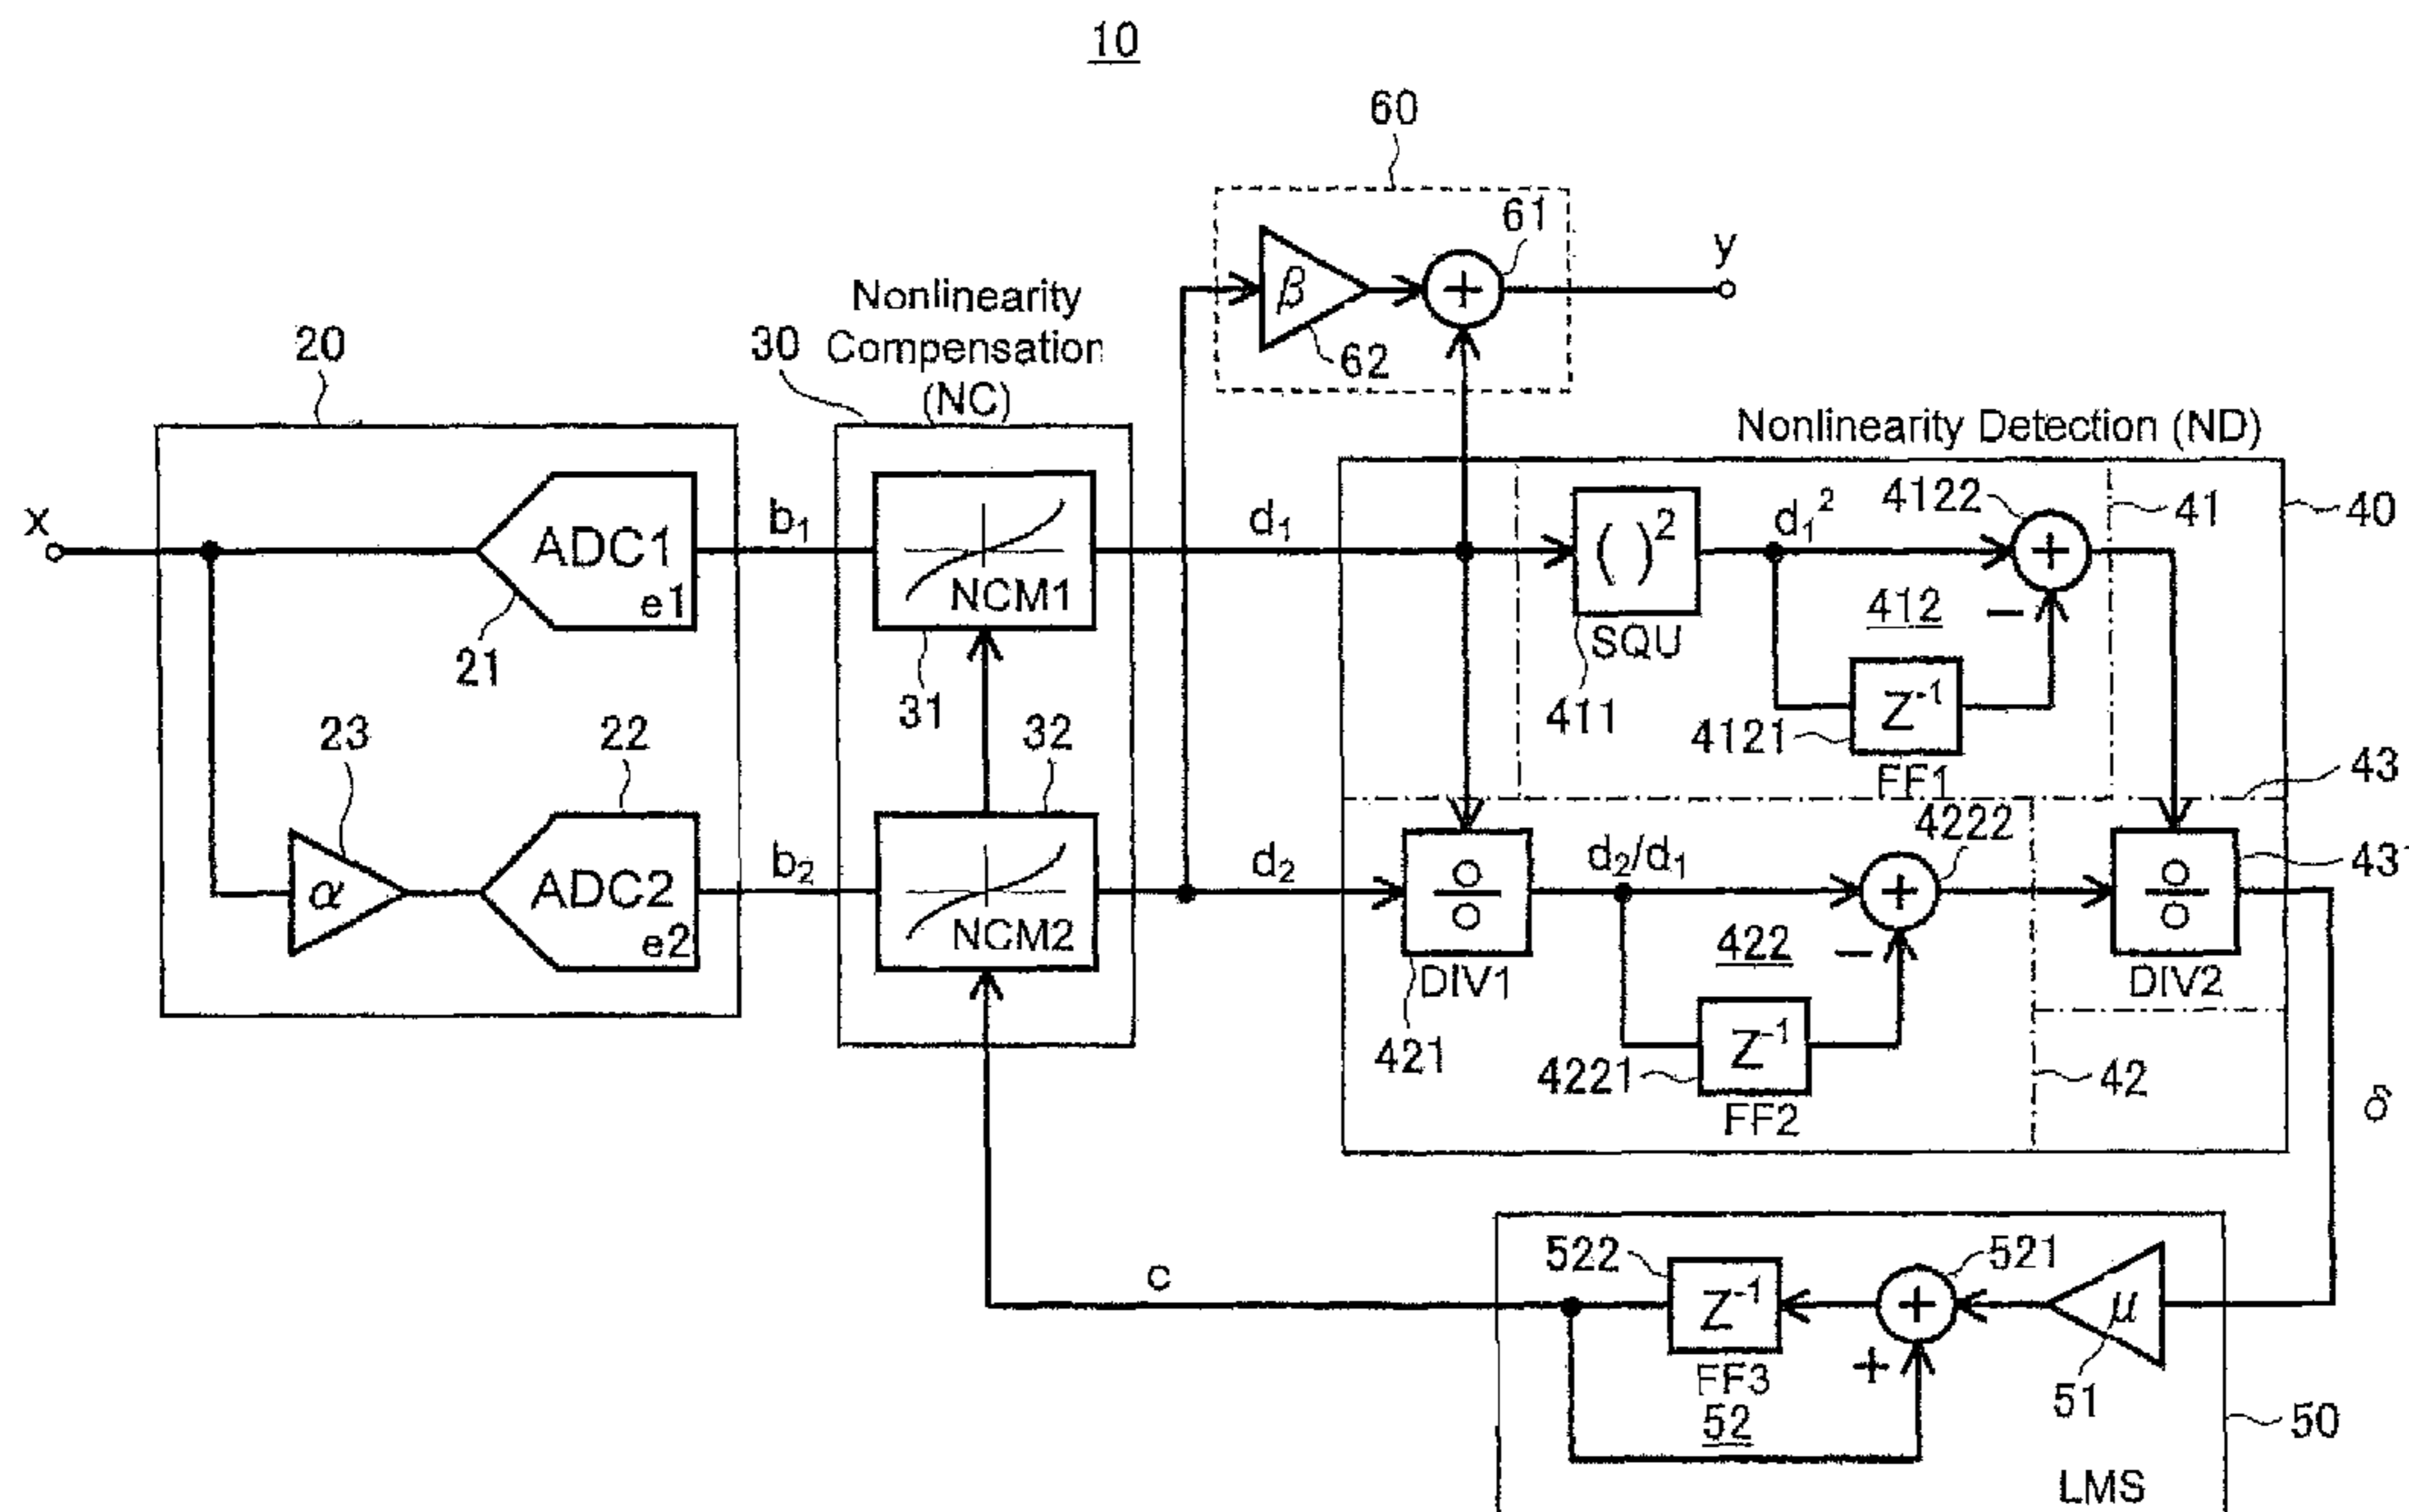 10
60
61
y
β
62
Nonlinearity
Compensation
(NC)
30
20
Nonlinearity Detection (ND)
x
ADC1
e1
21
b₁
NCM1
31
d₁
( )²
SQU
411
d₁²
4122
+
−
412
Z⁻¹
4121
FF1
41
40
43
23
α
22
ADC2
e2
b₂
32
NCM2
d₂
DIV1
421
d₂/d₁
4222
+
−
422
Z⁻¹
4221
FF2
42
DIV2
43
δ
c
522
Z⁻¹
FF3
52
521
+
+
μ
51
50
LMS